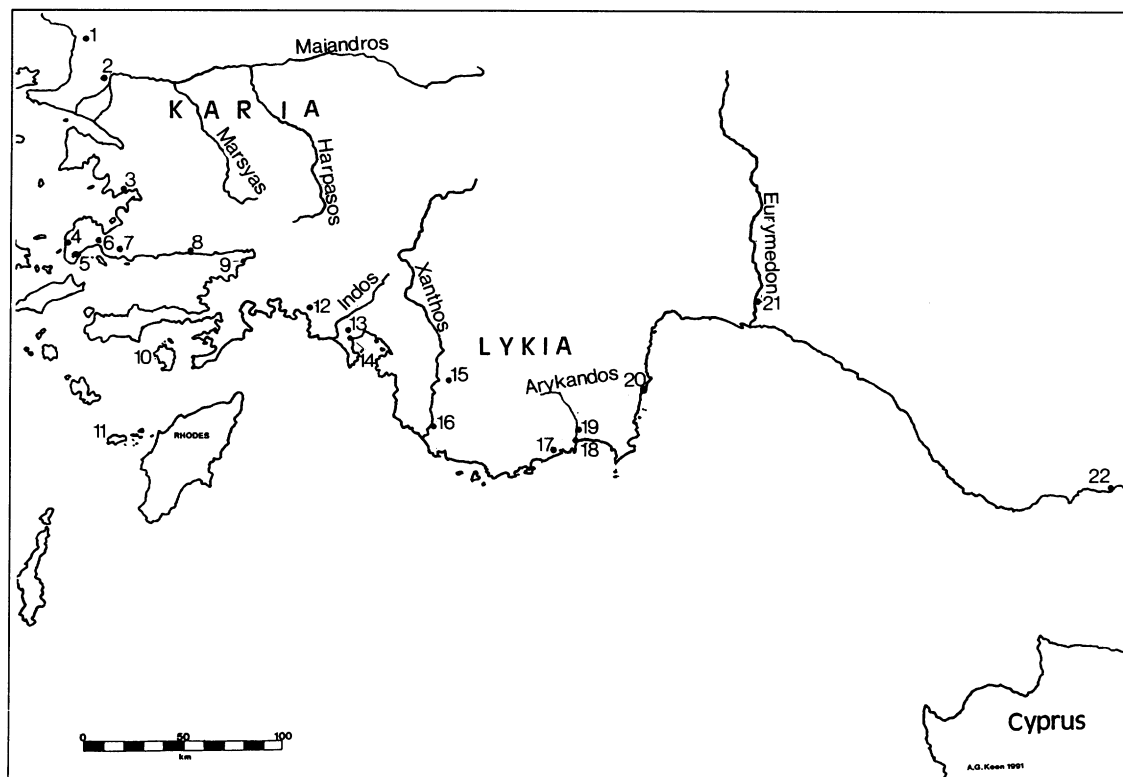 1
Maiandros
2
K A R I A
Marsyas
Harpasos
3
4
6
7
8
5
9
Eurymedon
Xanthos
Indos
12
21
13
10
14
LYKIA
15
Arykandos
20
16
11
RHODES
19
17
18
22
0 50 100
km
Cyprus
A.G. Keen 1991